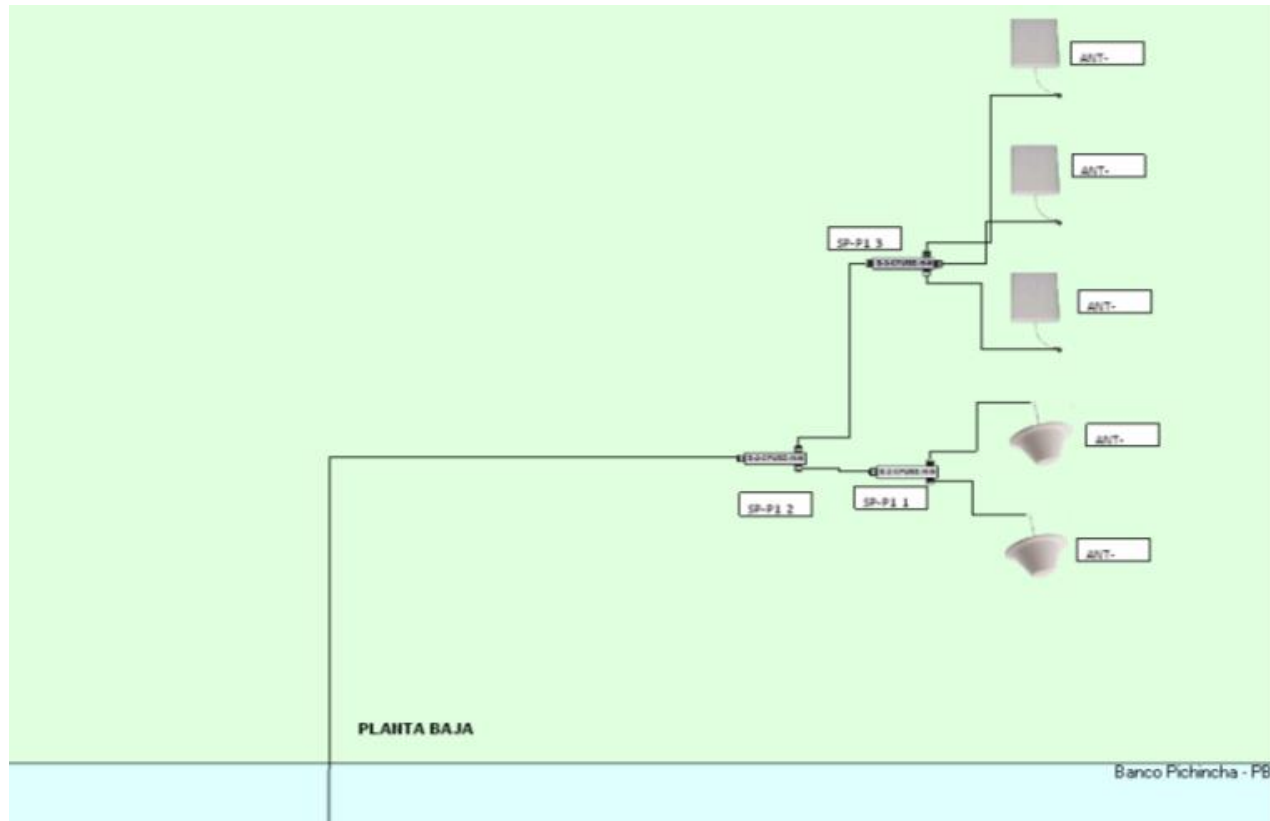 ANT-
ANT-
SP-P1 3
ANT-
ANT-
SP-P1 2
SP-P1 1
ANT-
PLANTA BAJA
Banco Pichincha - PB